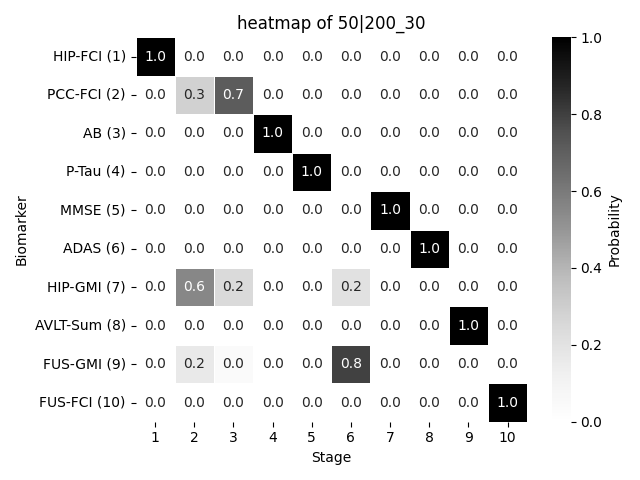 heatmap of 50|200_30
HIP-FCI (1) 1.0 0.0 0.0 0.0 0.0 0.0 0.0 0.0 0.0 0.0
PCC-FCI (2) 0.0 0.3 0.7 0.0 0.0 0.0 0.0 0.0 0.0 0.0
AB (3) 0.0 0.0 0.0 1.0 0.0 0.0 0.0 0.0 0.0 0.0
P-Tau (4) 0.0 0.0 0.0 0.0 1.0 0.0 0.0 0.0 0.0 0.0
MMSE (5) 0.0 0.0 0.0 0.0 0.0 0.0 1.0 0.0 0.0 0.0
ADAS (6) 0.0 0.0 0.0 0.0 0.0 0.0 0.0 1.0 0.0 0.0
HIP-GMI (7) 0.0 0.6 0.2 0.0 0.0 0.2 0.0 0.0 0.0 0.0
AVLT-Sum (8) 0.0 0.0 0.0 0.0 0.0 0.0 0.0 0.0 1.0 0.0
FUS-GMI (9) 0.0 0.2 0.0 0.0 0.0 0.8 0.0 0.0 0.0 0.0
FUS-FCI (10) 0.0 0.0 0.0 0.0 0.0 0.0 0.0 0.0 0.0 1.0
1 2 3 4 5 6 7 8 9 10
Stage
Biomarker
1.0
0.8
0.6
0.4
0.2
0.0
Probability